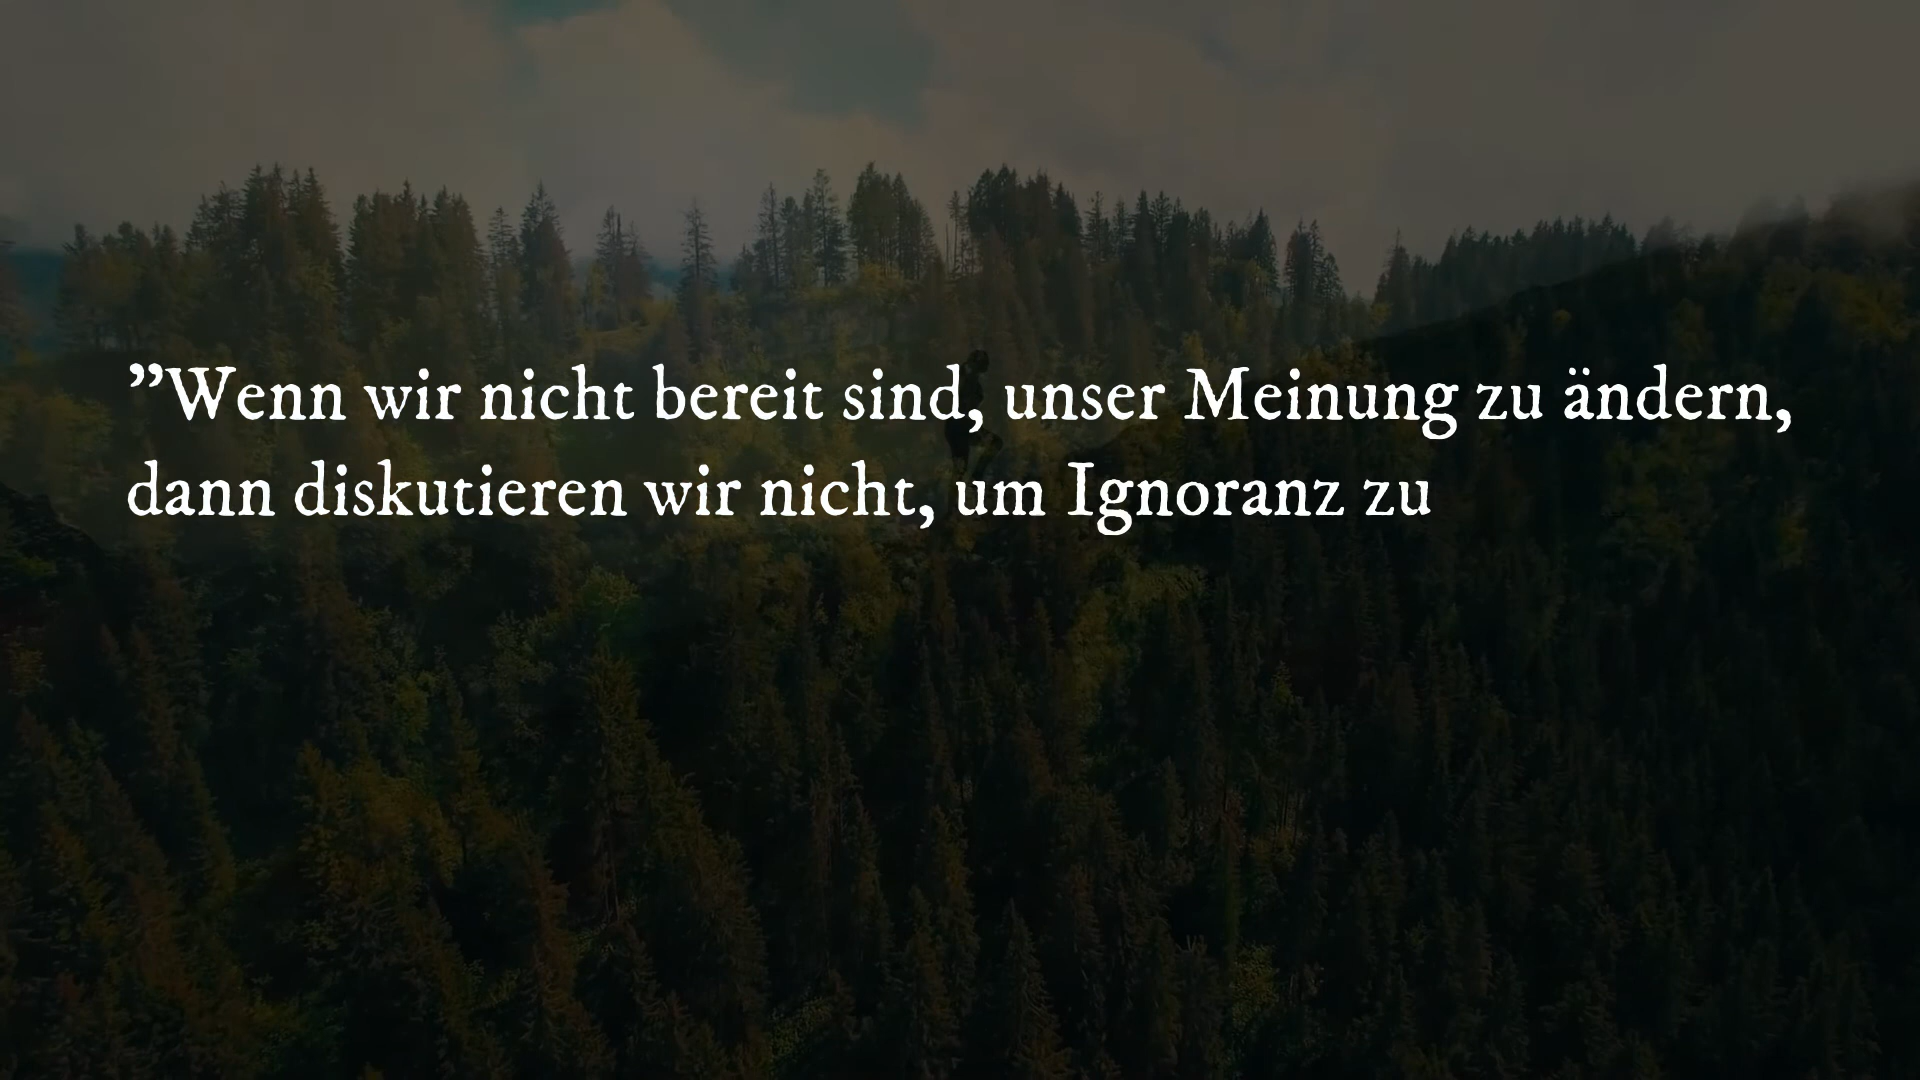 ”Wenn wir nicht bereit sind, unser Meinung zu ändern,
dann diskutieren wir nicht, um Ignoranz zu